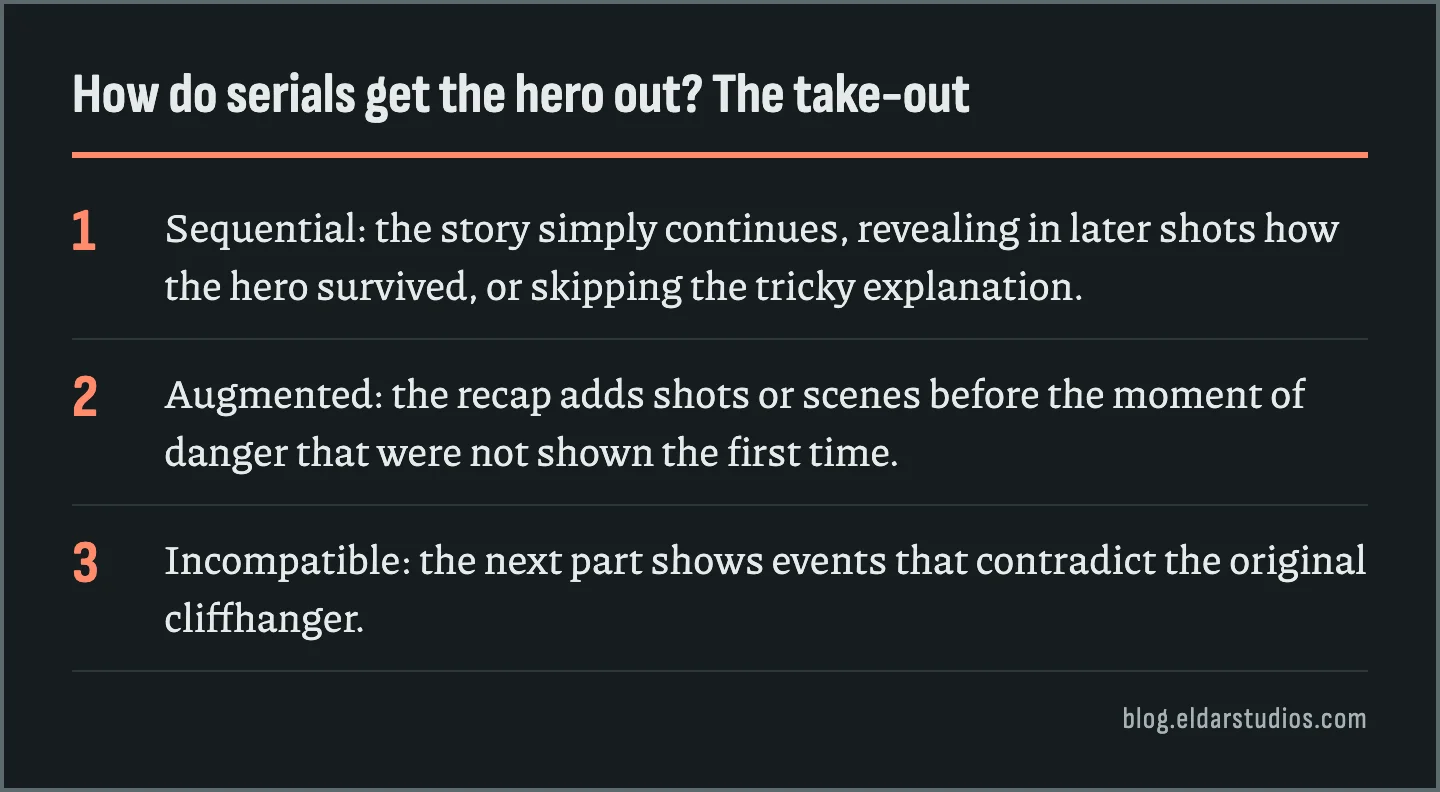 How do serials get the hero out? The take-out
1
Sequential: the story simply continues, revealing in later shots how
the hero survived, or skipping the tricky explanation.
2
Augmented: the recap adds shots or scenes before the moment of
danger that were not shown the first time.
3
Incompatible: the next part shows events that contradict the original
cliffhanger.
blog.eldarstudios.com